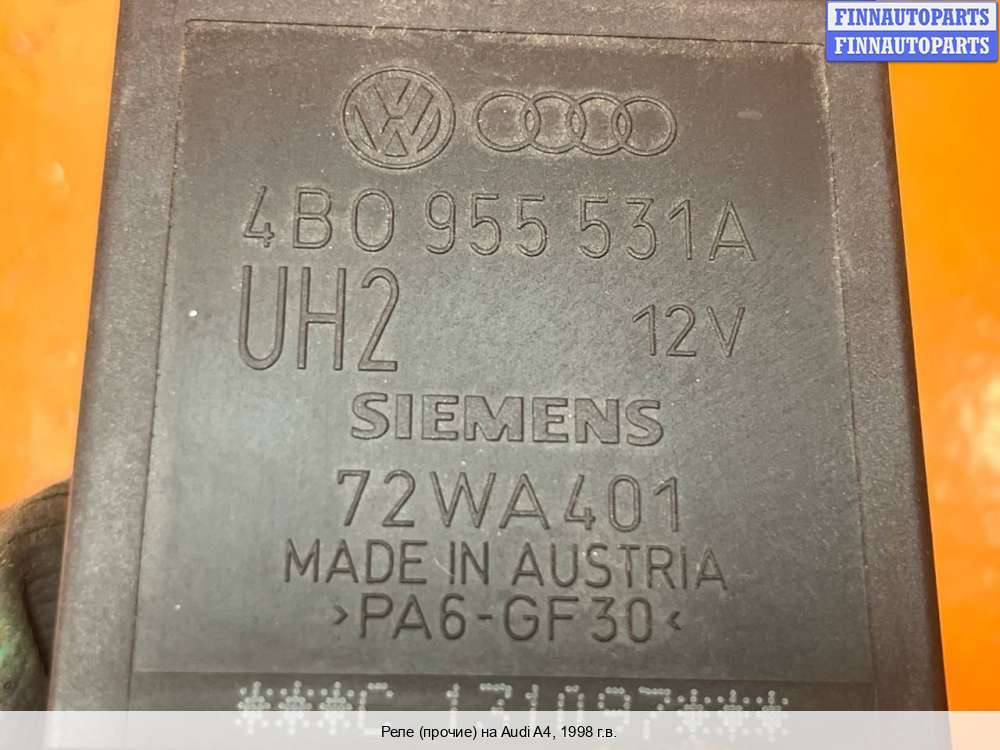 FINNAUTOPARTS
FINNAUTOPARTS
4B0 955 531A
UH2 12V
SIEMENS
72WA401
MADE IN AUSTRIA
>PA6-GF30<
***C 131097****
Реле (прочие) на Audi A4, 1998 г.в.